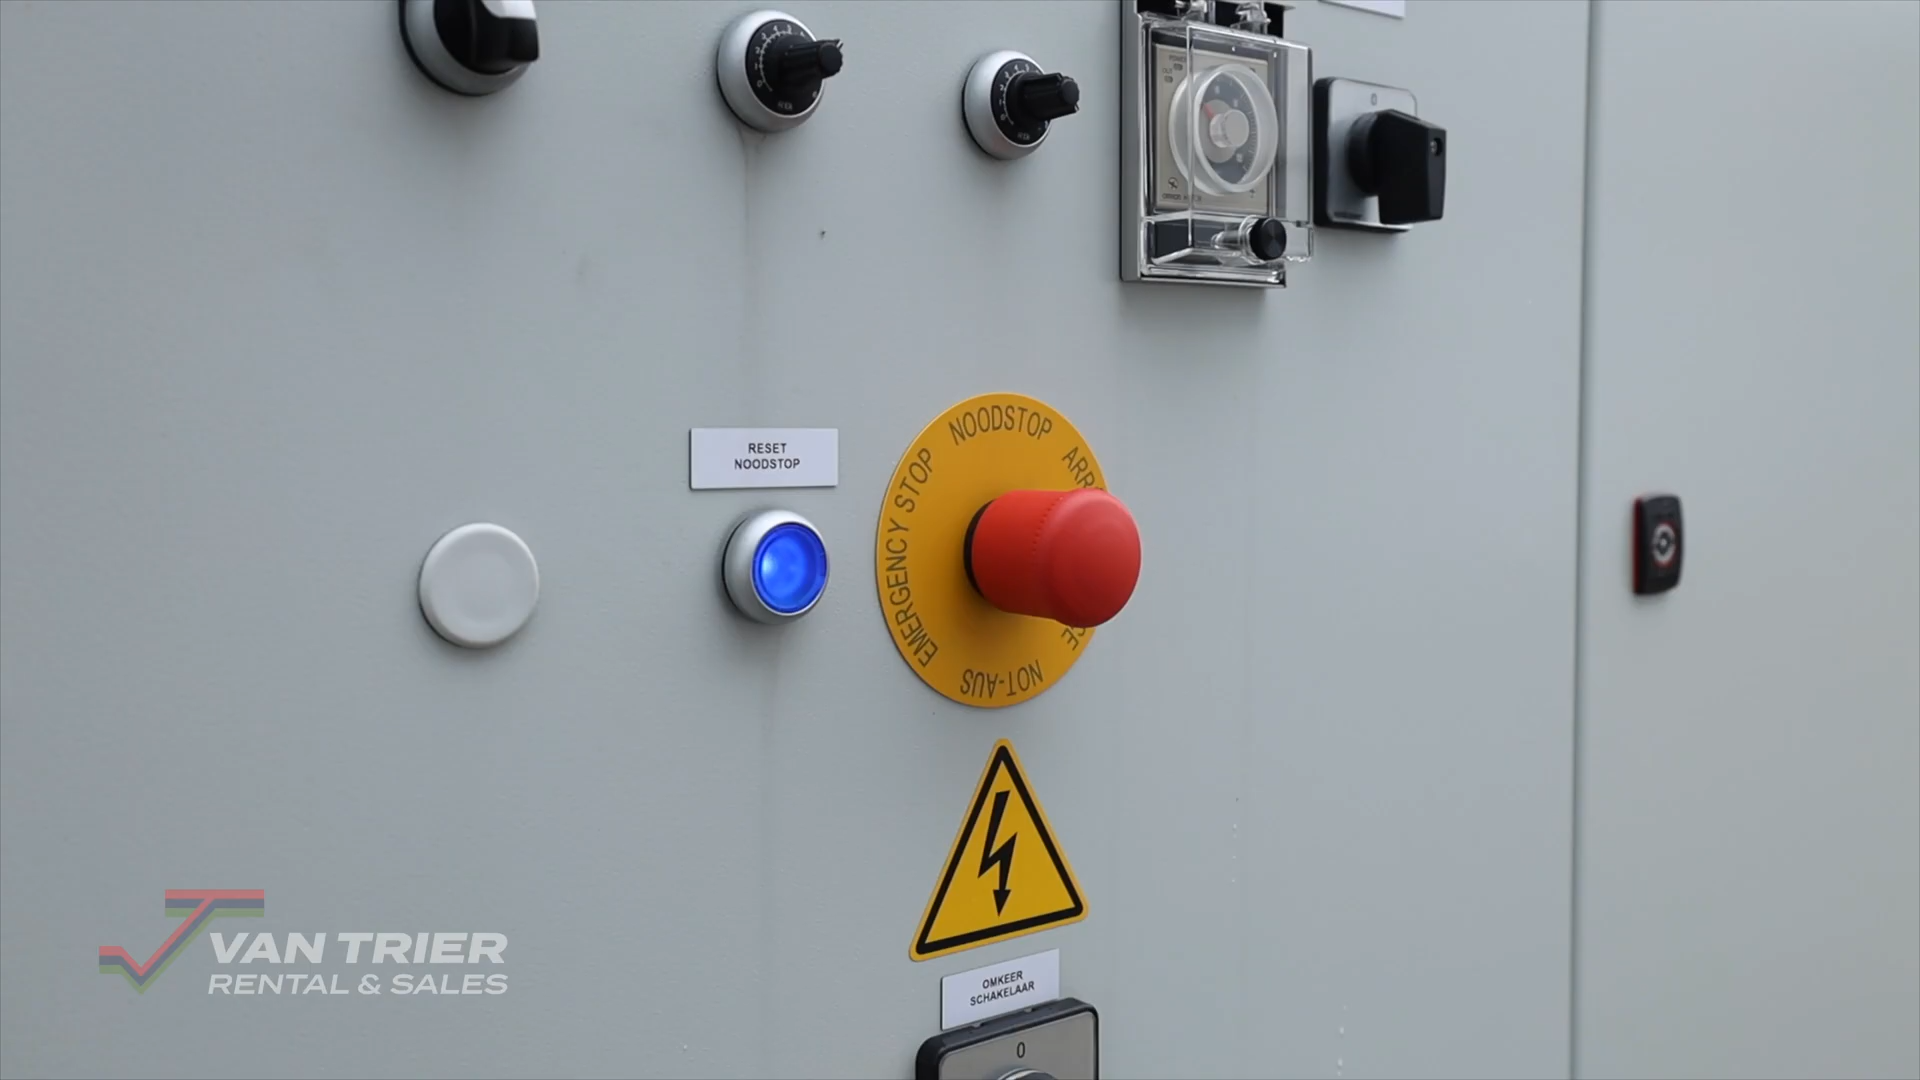 RESET
NOODSTOP
NOODSTOP
EMERGENCY STOP
NOT-AUS
OMKEER
SCHAKELAAR
0
VAN TRIER
RENTAL & SALES